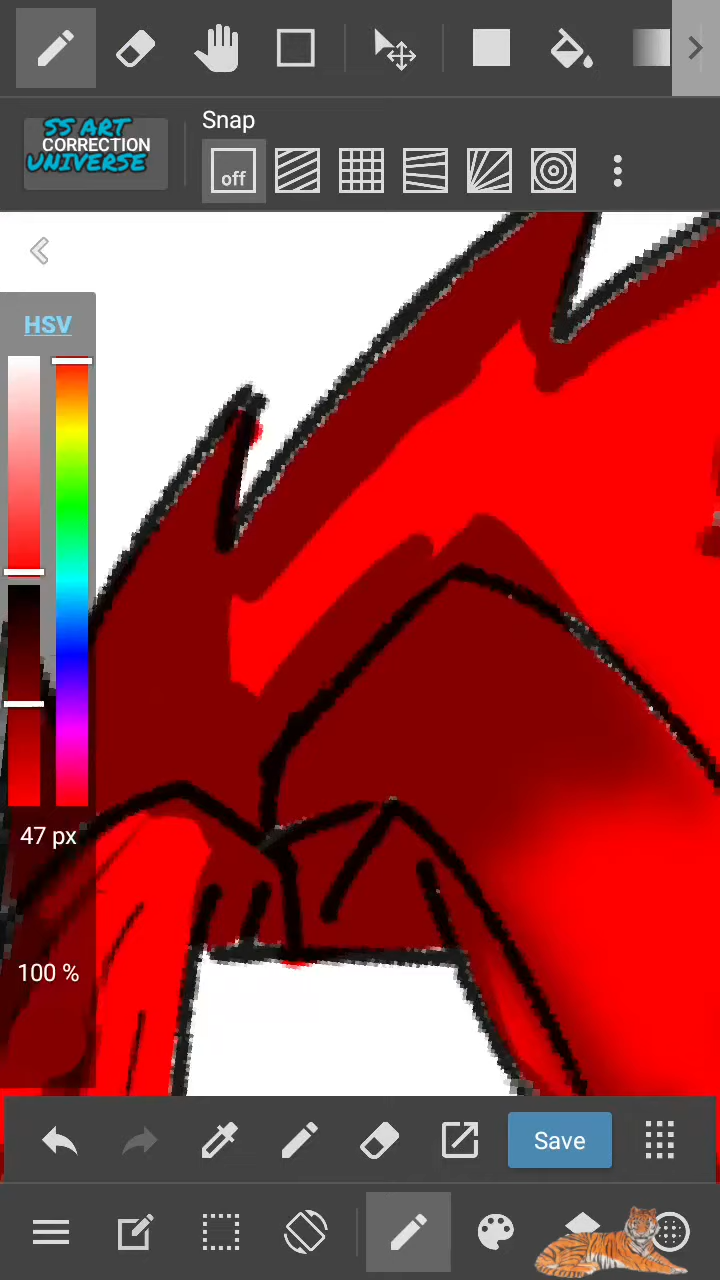 Snap
SS ART
CORRECTION
UNIVERSE
off
HSV
47 px
100 %
Save